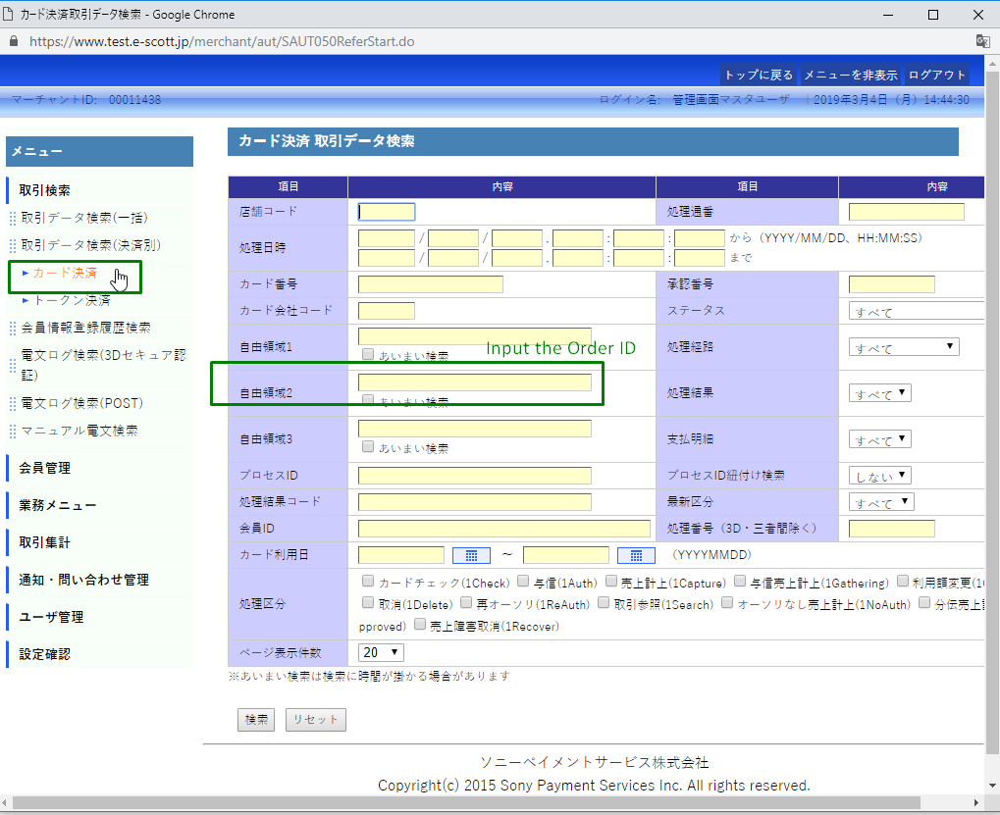 カード決済取引データ検索 - Google Chrome
https://www.test.e-scott.jp/merchant/aut/SAUT050ReferStart.do
トップに戻る メニューを非表示 ログアウト
マーチャントID: 00011438 ログイン名: 管理画面マスタユーザ | 2019年3月4日（月）14:44:30
メニュー
取引検索
取引データ検索(一括)
取引データ検索(決済別)
カード決済
トークン決済
会員情報登録履歴検索
電文ログ検索(3Dセキュア認
証)
電文ログ検索(POST)
マニュアル電文検索
会員管理
業務メニュー
取引集計
通知・問い合わせ管理
ユーザ管理
設定確認
カード決済 取引データ検索
項目 内容 項目 内容
店舗コード 処理通番
処理日時 / / . : : から（YYYY/MM/DD、HH:MM:SS）
/ / . : : まで
カード番号 承認番号
カード会社コード ステータス すべて
自由領域1 あいまい検索 処理経路 すべて
Input the Order ID
自由領域2 あいまい検索 処理結果 すべて
自由領域3 あいまい検索 支払明細 すべて
プロセスID プロセスID紐付け検索 しない
処理結果コード 最新区分 すべて
会員ID 処理番号（3D・三者間除く）
カード利用日 ～ （YYYYMMDD）
処理区分 カードチェック(1Check) 与信(1Auth) 売上計上(1Capture) 与信売上計上(1Gathering) 利用額変更(1
取消(1Delete) 再オーソリ(1ReAuth) 取引参照(1Search) オーソリなし売上計上(1NoAuth) 分伝売上
pproved) 売上障害取消(1Recover)
ページ表示件数 20
※あいまい検索は検索に時間が掛かる場合があります
検索 リセット
ソニーペイメントサービス株式会社
Copyright(c) 2015 Sony Payment Services Inc. All rights reserved.